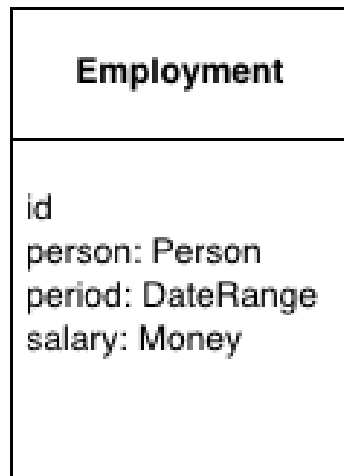 Employment
id
person: Person
period: DateRange
salary: Money